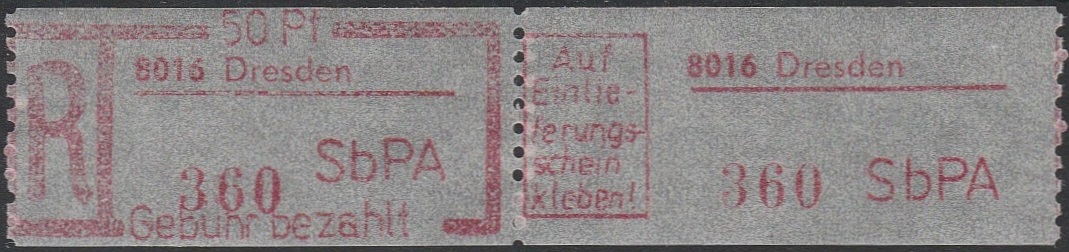 50 Pf
R
8016 Dresden
360 SbPA
Gebühr bezahlt
Auf
Einlie-
ferungs-
schein
kleben!
8016 Dresden
360 SbPA